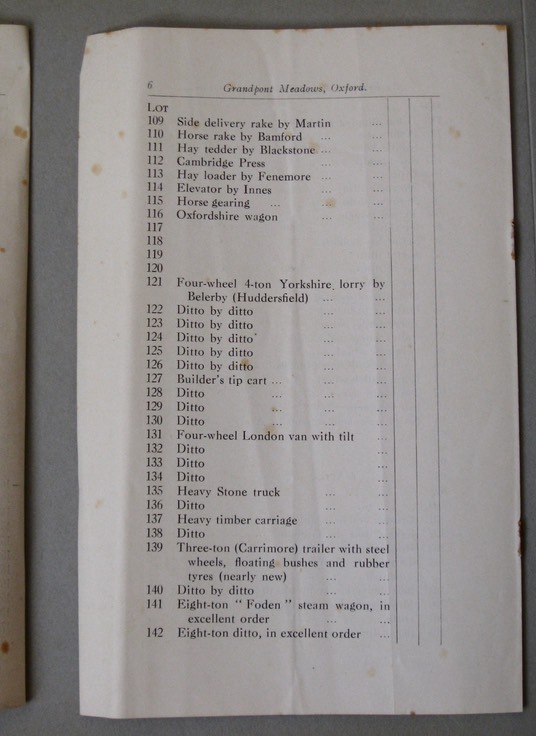 6 Grandpont Meadows, Oxford.
LOT
109 Side delivery rake by Martin ...
110 Horse rake by Bamford ... ...
111 Hay tedder by Blackstone ... ...
112 Cambridge Press ... ...
113 Hay loader by Fenemore ... ...
114 Elevator by Innes ... ...
115 Horse gearing ... ... ...
116 Oxfordshire wagon ... ...
117
118
119
120
121 Four-wheel 4-ton Yorkshire lorry by
Belerby (Huddersfield) ... ...
122 Ditto by ditto ... ...
123 Ditto by ditto ... ...
124 Ditto by ditto ... ...
125 Ditto by ditto ... ...
126 Ditto by ditto ... ...
127 Builder's tip cart ... ... ...
128 Ditto ... ... ...
129 Ditto ... ... ...
130 Ditto ... ... ...
131 Four-wheel London van with tilt ...
132 Ditto ...
133 Ditto ...
134 Ditto ...
135 Heavy Stone truck ... ...
136 Ditto ... ...
137 Heavy timber carriage ... ...
138 Ditto ... ...
139 Three-ton (Carrimore) trailer with steel
wheels, floating bushes and rubber
tyres (nearly new) ... ...
140 Ditto by ditto ... ...
141 Eight-ton "Foden" steam wagon, in
excellent order ... ...
142 Eight-ton ditto, in excellent order ...